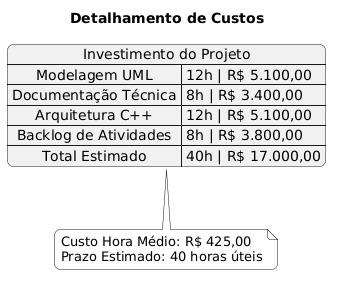 Detalhamento de Custos
Investimento do Projeto
Modelagem UML 12h | R$ 5.100,00
Documentação Técnica 8h | R$ 3.400,00
Arquitetura C++ 12h | R$ 5.100,00
Backlog de Atividades 8h | R$ 3.800,00
Total Estimado 40h | R$ 17.000,00
Custo Hora Médio: R$ 425,00
Prazo Estimado: 40 horas úteis